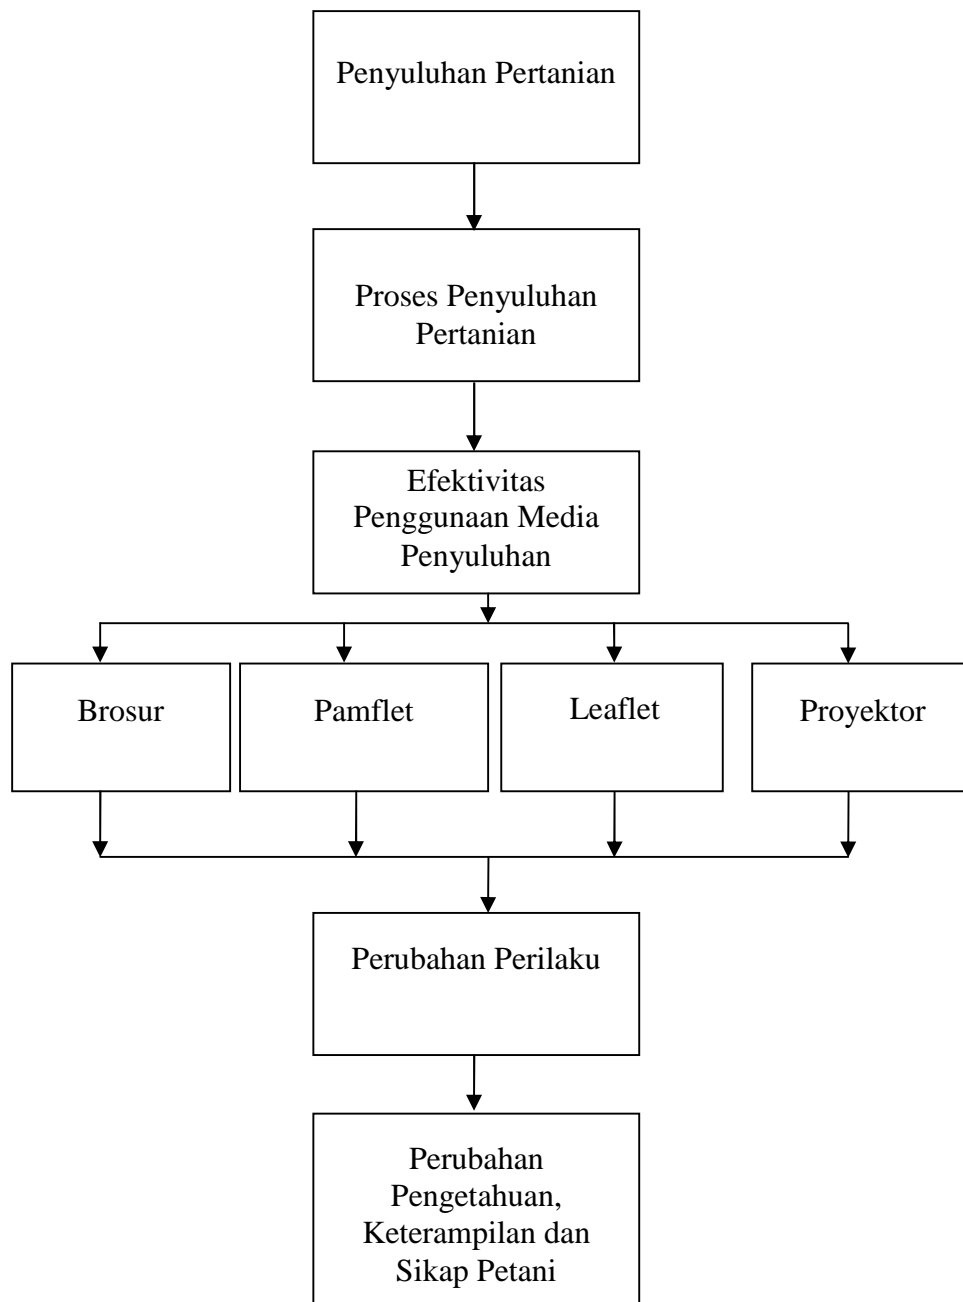 Penyuluhan Pertanian
Proses Penyuluhan
Pertanian
Efektivitas
Penggunaan Media
Penyuluhan
Brosur
Pamflet
Leaflet
Proyektor
Perubahan Perilaku
Perubahan
Pengetahuan,
Keterampilan dan
Sikap Petani